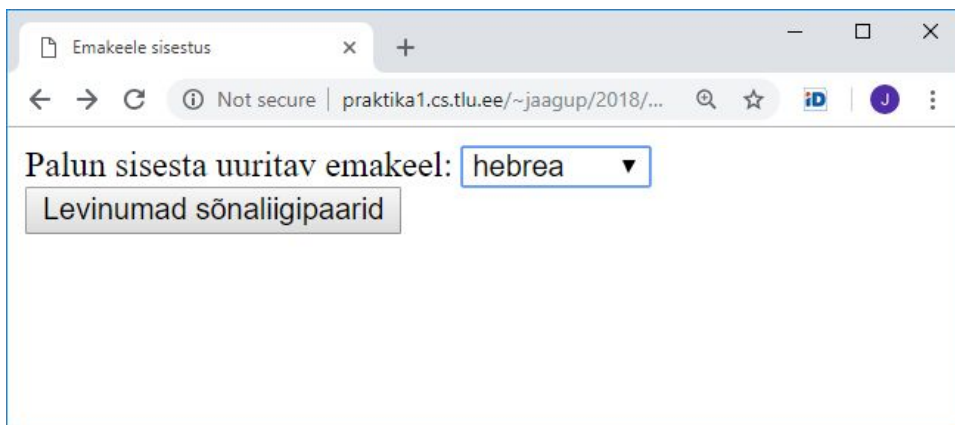 Emakeele sisestus
Not secure | praktika1.cs.tlu.ee/~jaagup/2018/... iD J
Palun sisesta uuritav emakeel: hebrea
Levinumad sõnaliigipaarid